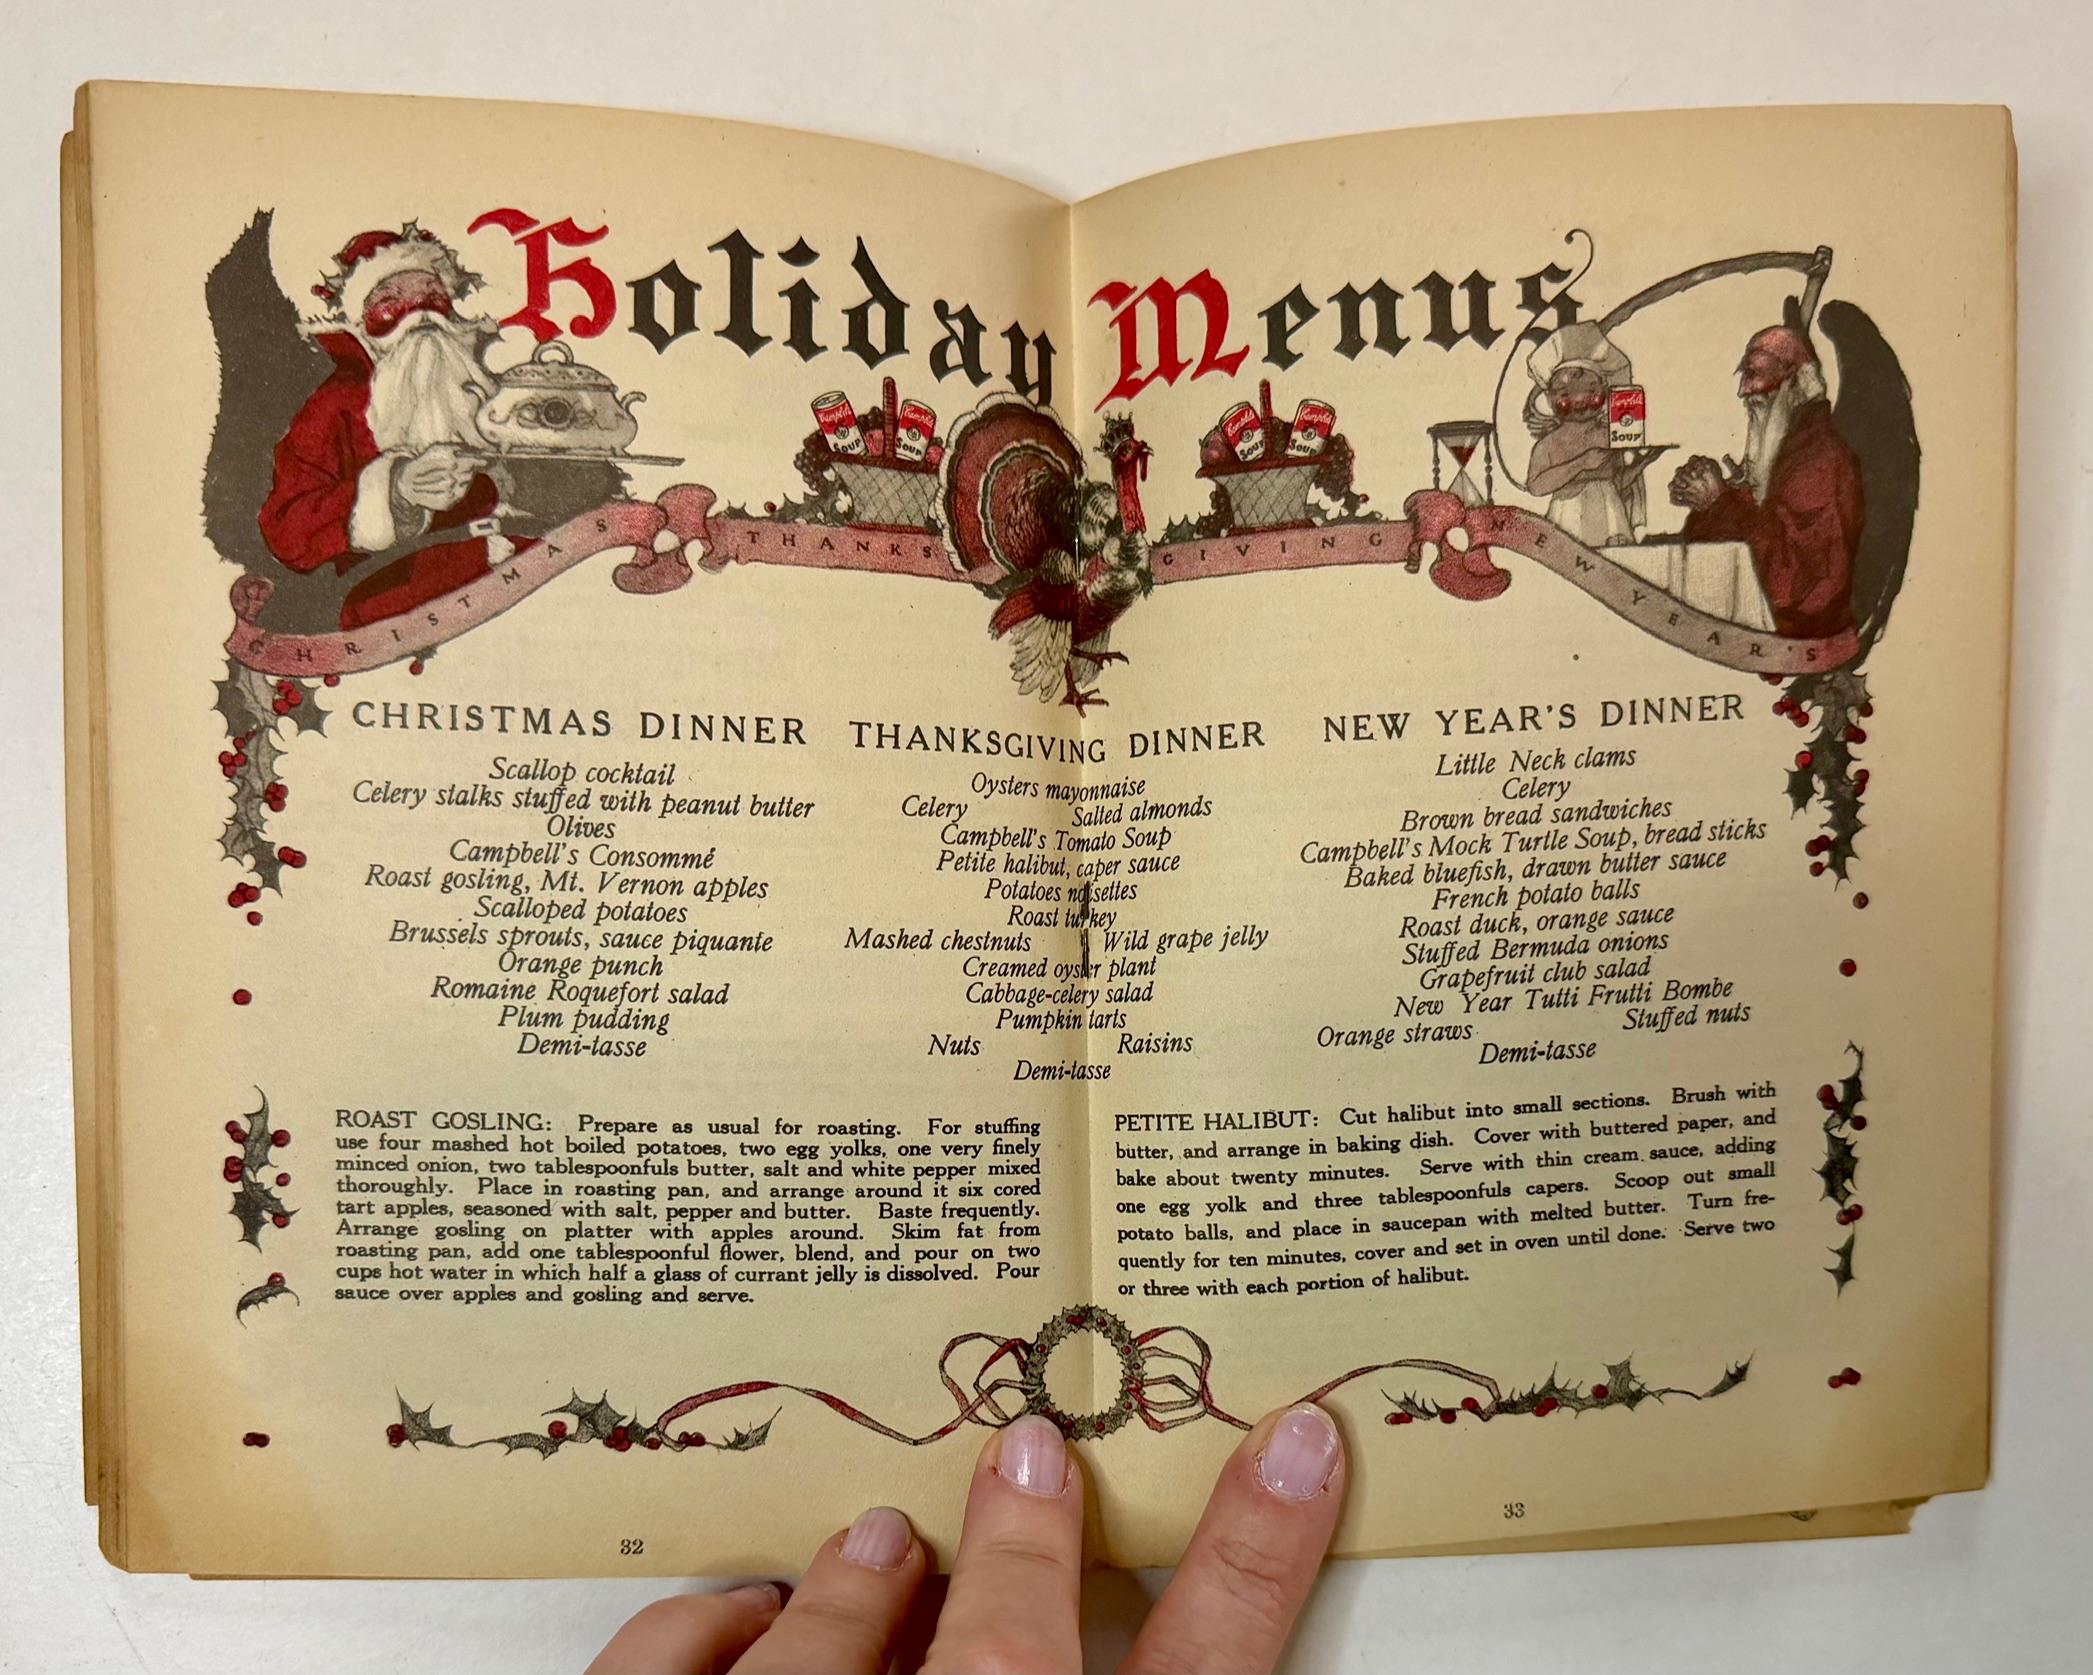 Holiday Menus
Campbell's
SOUP
Campbell's
SOUP
Campbell's
SOUP
Campbell's
SOUP
Campbell's
SOUP
CHRISTMAS
THANKSGIVING
NEW YEAR'S
CHRISTMAS DINNER
Scallop cocktail
Celery stalks stuffed with peanut butter
Olives
Campbell's Consommé
Roast gosling, Mt. Vernon apples
Scalloped potatoes
Brussels sprouts, sauce piquante
Orange punch
Romaine Roquefort salad
Plum pudding
Demi-tasse
THANKSGIVING DINNER
Oysters mayonnaise
Celery Salted almonds
Campbell's Tomato Soup
Petite halibut, caper sauce
Potatoes noisettes
Roast turkey
Mashed chestnuts Wild grape jelly
Creamed oyster plant
Cabbage-celery salad
Pumpkin tarts
Nuts Raisins
Demi-tasse
NEW YEAR'S DINNER
Little Neck clams
Celery
Brown bread sandwiches
Campbell's Mock Turtle Soup, bread sticks
Baked bluefish, drawn butter sauce
French potato balls
Roast duck, orange sauce
Stuffed Bermuda onions
Grapefruit club salad
New Year Tutti Frutti Bombe
Orange straws Stuffed nuts
Demi-tasse
ROAST GOSLING: Prepare as usual for roasting. For stuffing
use four mashed hot boiled potatoes, two egg yolks, one very finely
minced onion, two tablespoonfuls butter, salt and white pepper mixed
thoroughly. Place in roasting pan, and arrange around it six cored
tart apples, seasoned with salt, pepper and butter. Baste frequently.
Arrange gosling on platter with apples around. Skim fat from
roasting pan, add one tablespoonful flower, blend, and pour on two
cups hot water in which half a glass of currant jelly is dissolved. Pour
sauce over apples and gosling and serve.
PETITE HALIBUT: Cut halibut into small sections. Brush with
butter, and arrange in baking dish. Cover with buttered paper, and
bake about twenty minutes. Serve with thin cream sauce, adding
one egg yolk and three tablespoonfuls capers. Scoop out small
potato balls, and place in saucepan with melted butter. Turn fre-
quently for ten minutes, cover and set in oven until done. Serve two
or three with each portion of halibut.
32
33